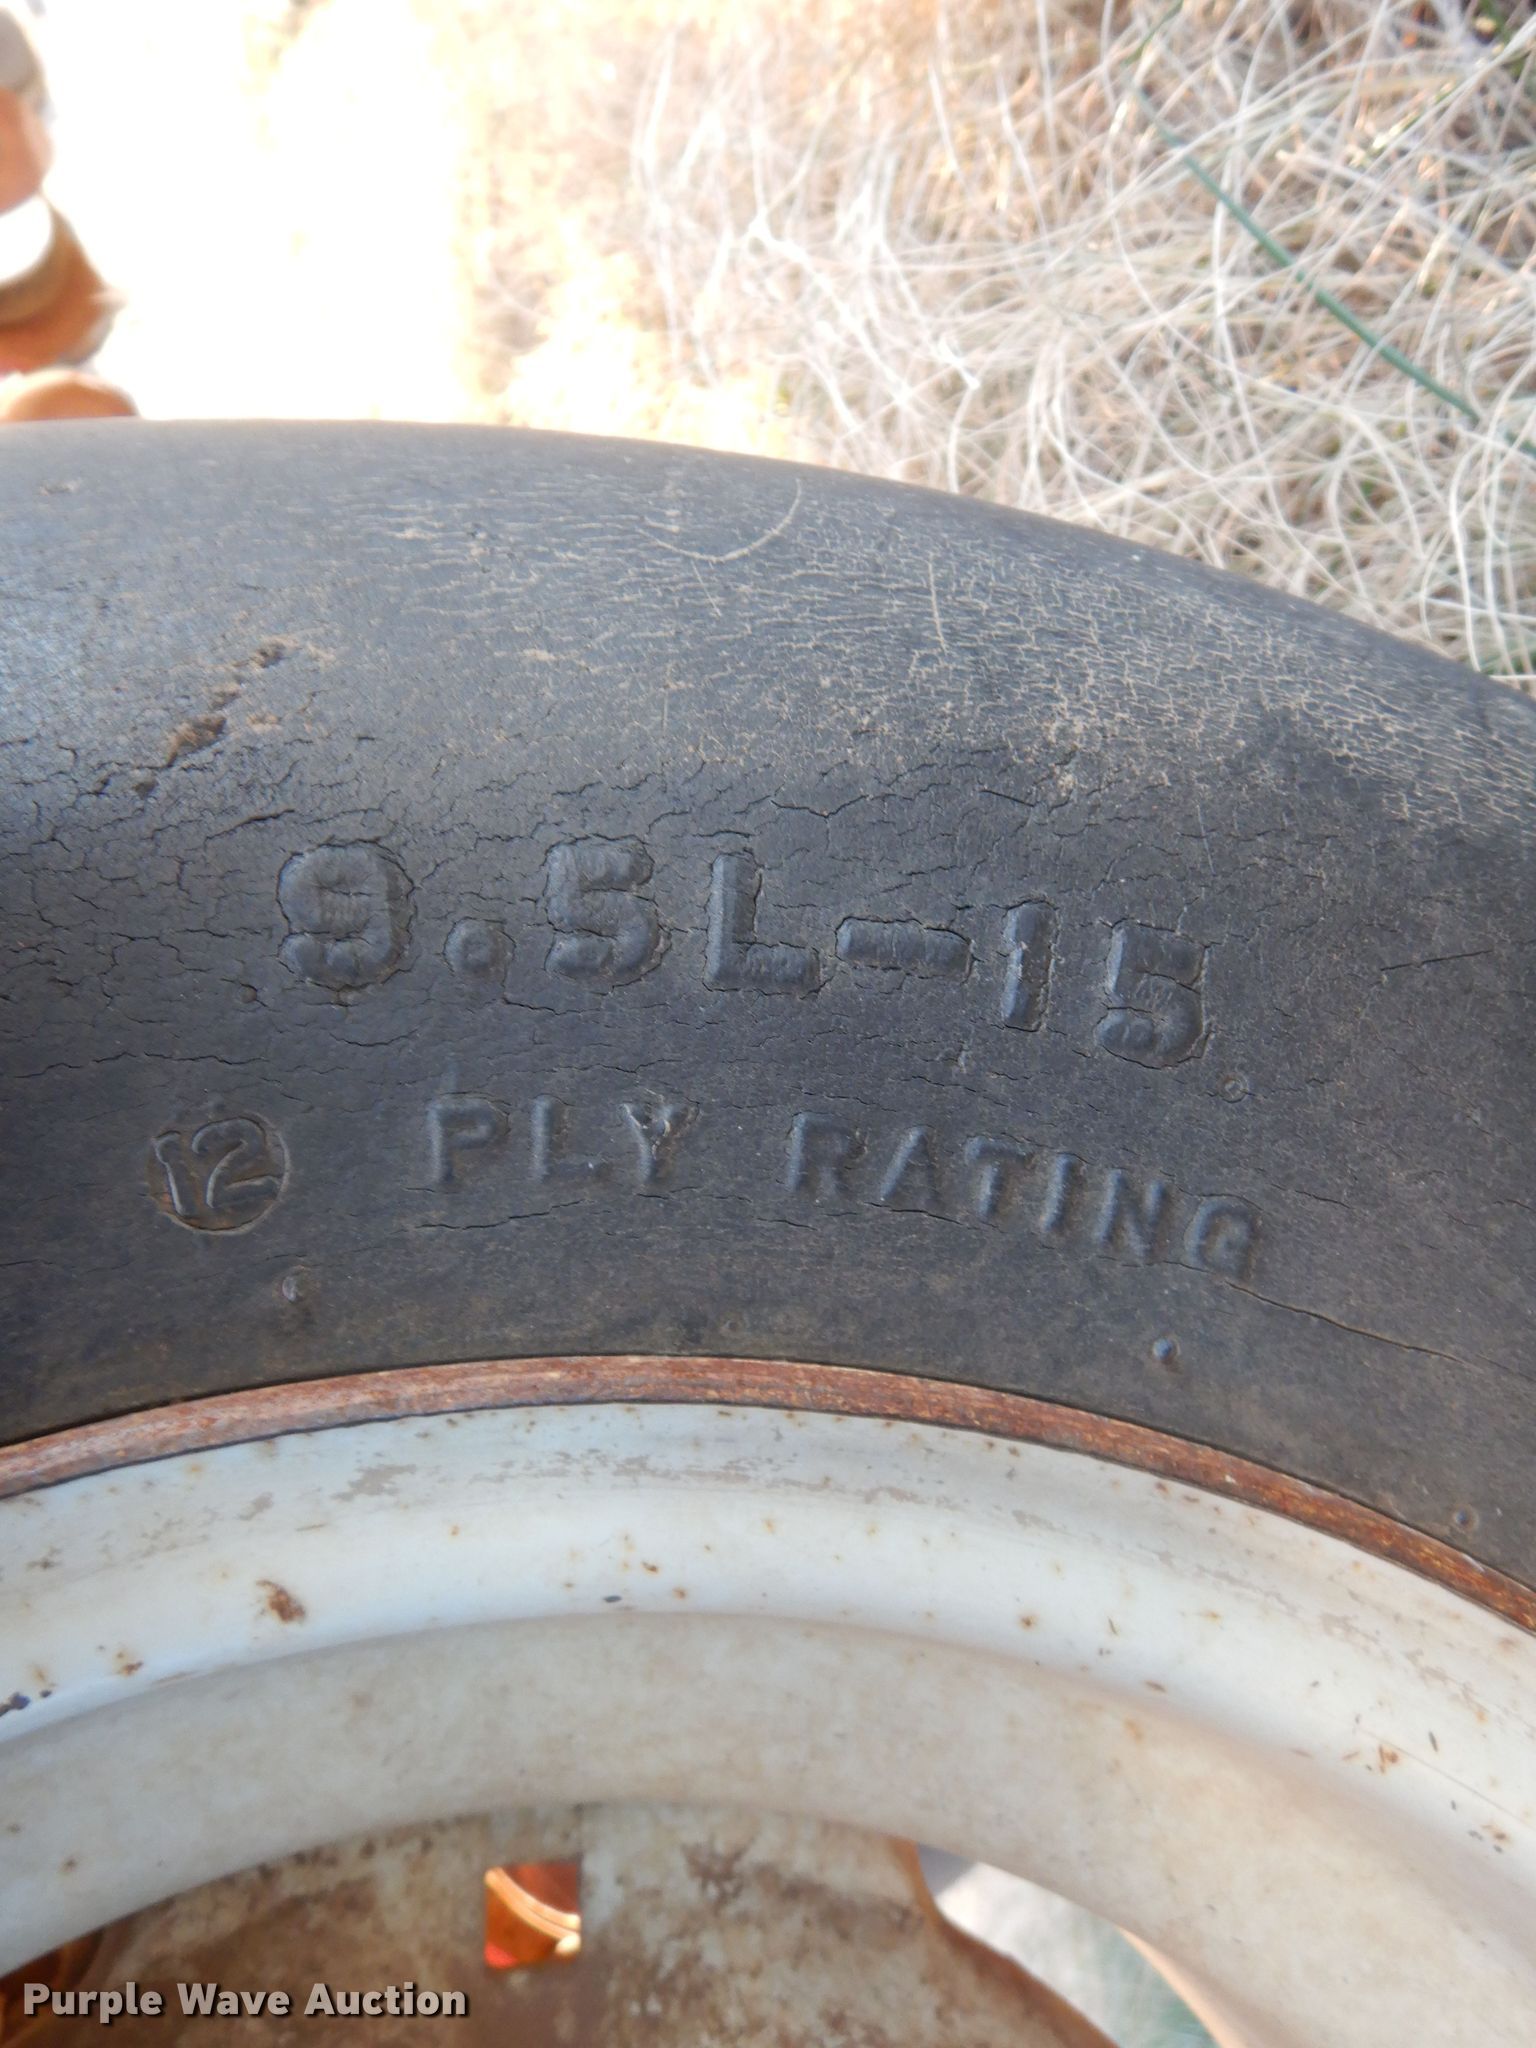 9.5L-15
12 PLY RATING
Purple Wave Auction